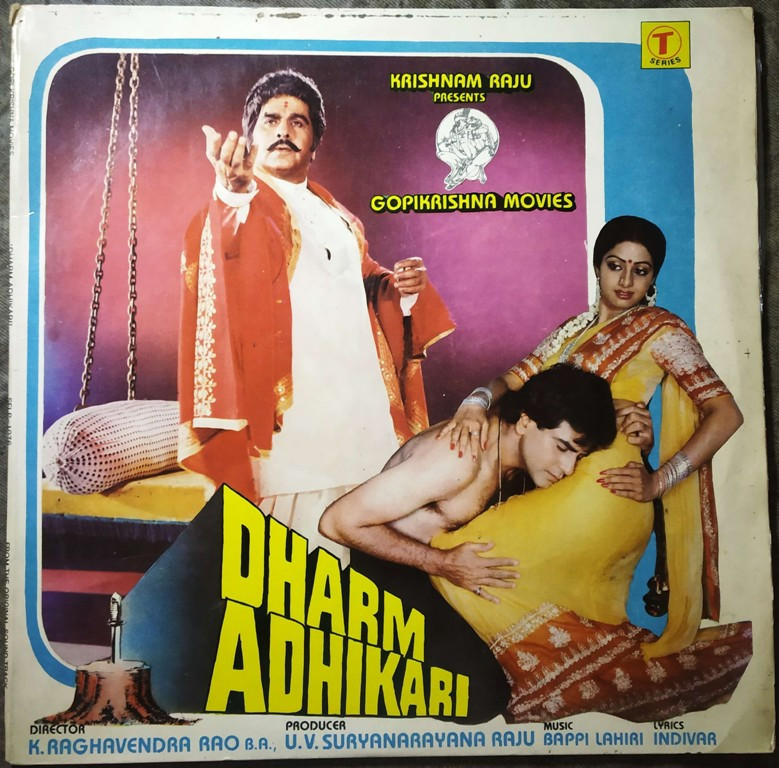 T
SERIES
KRISHNAM RAJU
PRESENTS
GOPIKRISHNA MOVIES
DHARM
ADHIKARI
DIRECTOR
K. RAGHAVENDRA RAO B.A.,
PRODUCER
U.V. SURYANARAYANA RAJU
MUSIC
BAPPI LAHIRI
LYRICS
INDIVAR